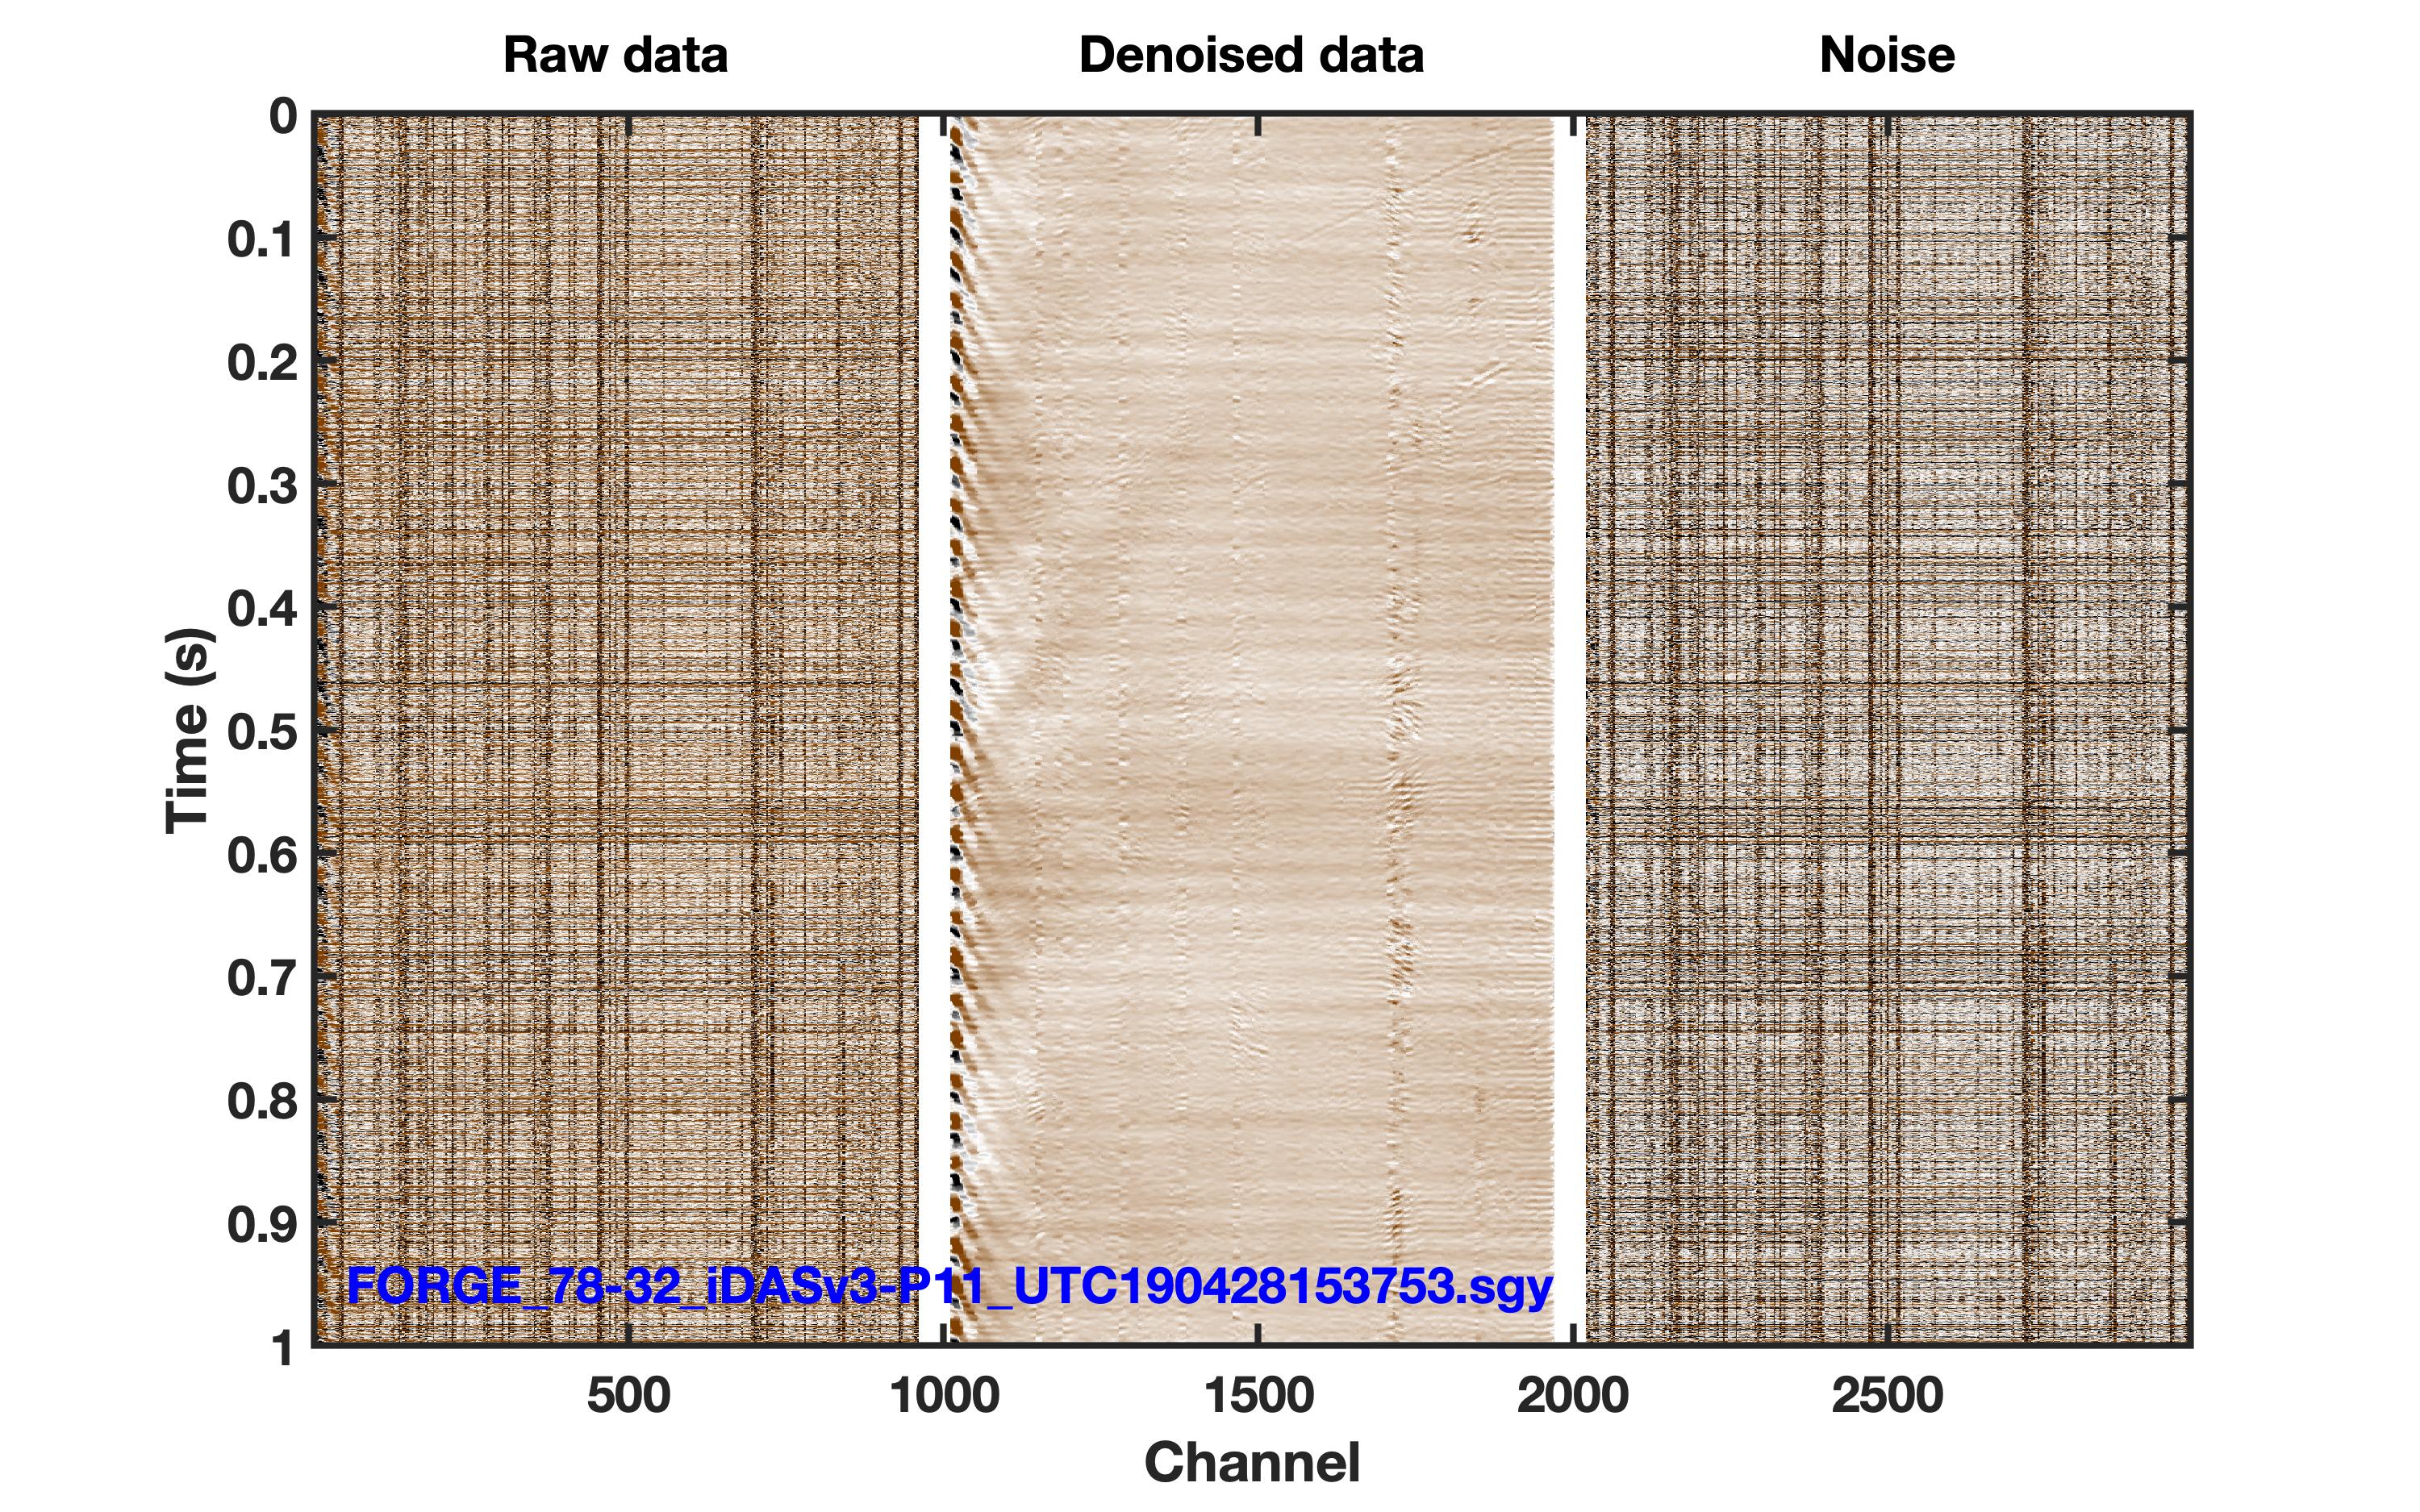 Raw data Denoised data Noise
0
0.1
0.2
0.3
0.4
0.5
0.6
0.7
0.8
0.9
1
Time (s)
FORGE_78-32_iDASv3-P11_UTC190428153753.sgy
500 1000 1500 2000 2500
Channel